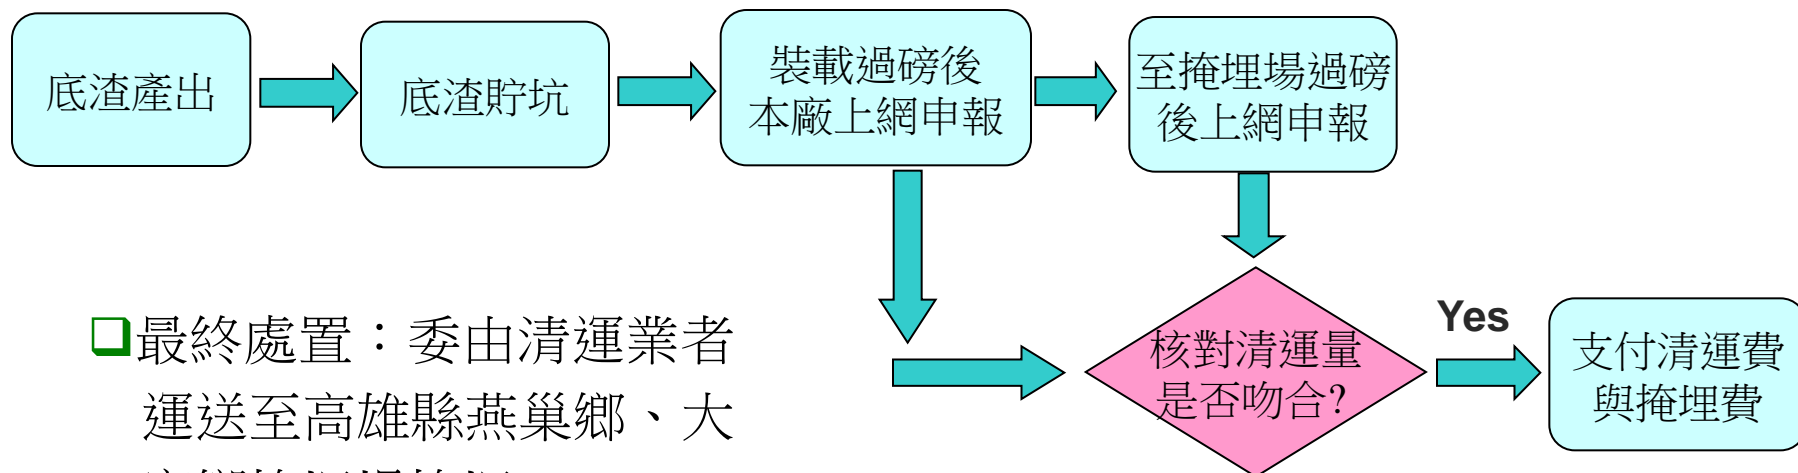 底渣產出
底渣貯坑
裝載過磅後
本廠上網申報
至掩埋場過磅
後上網申報
核對清運量
是否吻合?
Yes
支付清運費
與掩埋費
最終處置：委由清運業者
運送至高雄縣燕巢鄉、大